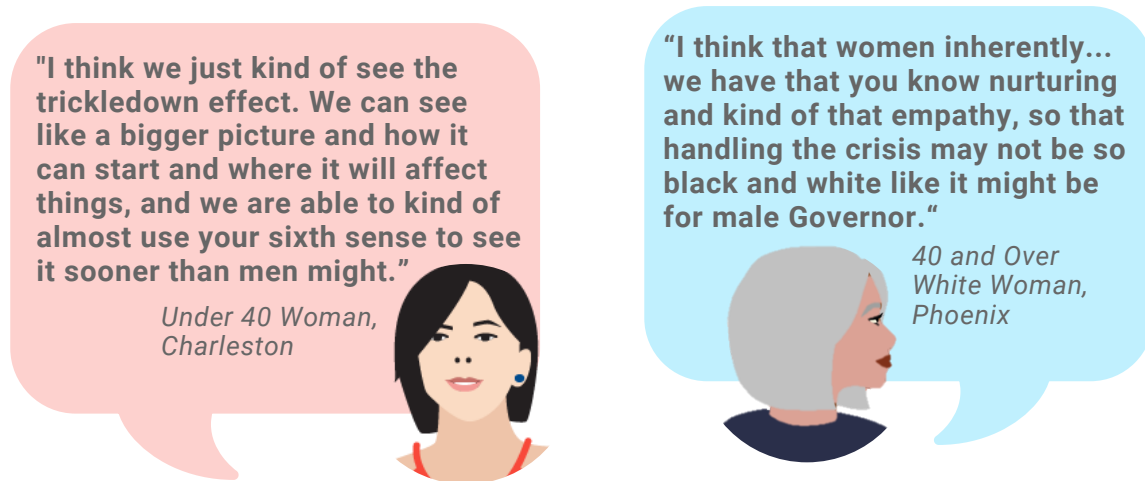 "I think we just kind of see the
trickledown effect. We can see
like a bigger picture and how it
can start and where it will affect
things, and we are able to kind of
almost use your sixth sense to see
it sooner than men might.”
Under 40 Woman,
Charleston
“I think that women inherently...
we have that you know nurturing
and kind of that empathy, so that
handling the crisis may not be so
black and white like it might be
for male Governor.“
40 and Over
White Woman,
Phoenix